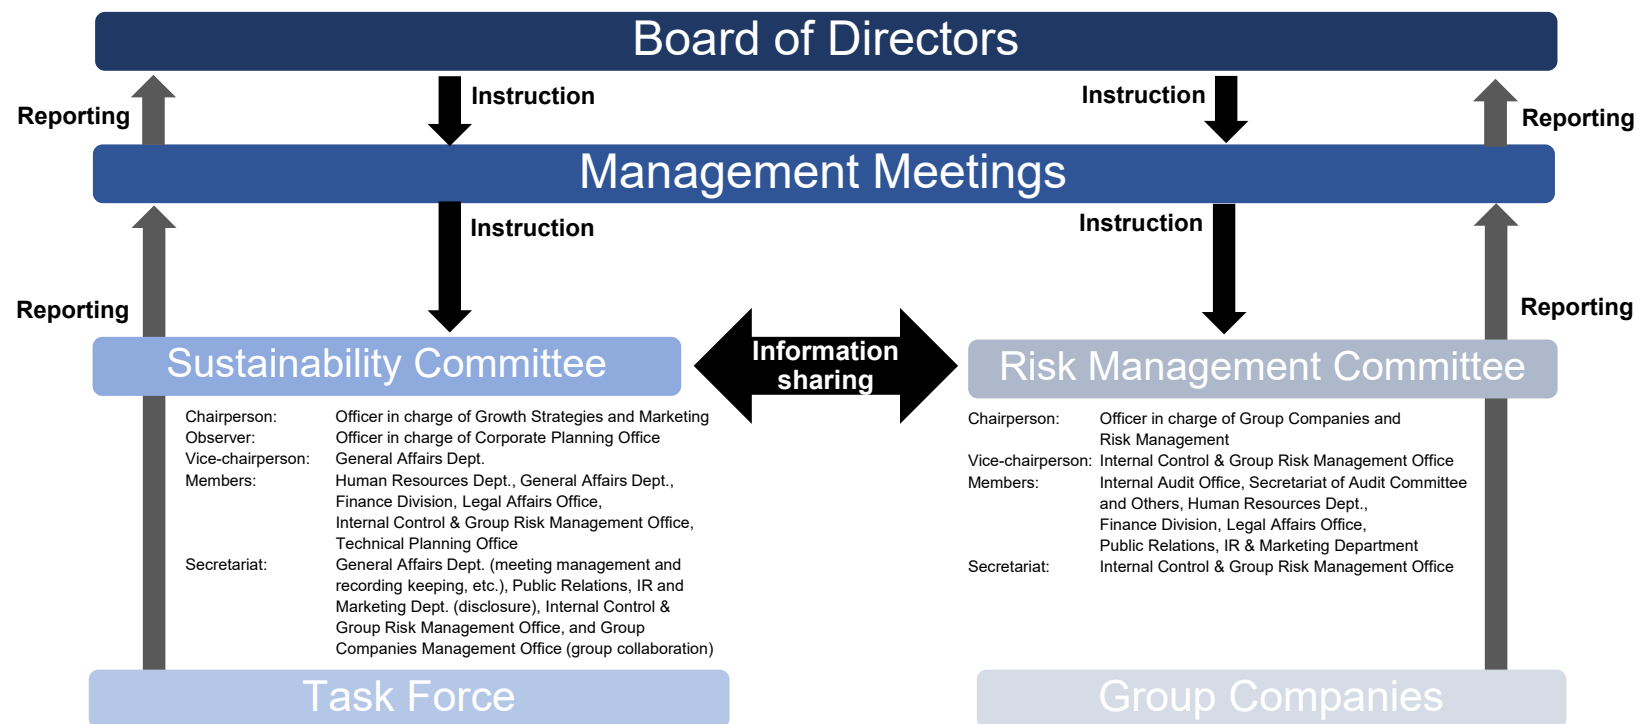 Board of Directors
Reporting
Instruction
Instruction
Reporting
Management Meetings
Instruction
Instruction
Reporting
Reporting
Sustainability Committee
Information
sharing
Risk Management Committee
Chairperson: Officer in charge of Growth Strategies and Marketing
Observer: Officer in charge of Corporate Planning Office
Vice-chairperson: General Affairs Dept.
Members: Human Resources Dept., General Affairs Dept.,
Finance Division, Legal Affairs Office,
Internal Control & Group Risk Management Office,
Technical Planning Office
Secretariat: General Affairs Dept. (meeting management and
recording keeping, etc.), Public Relations, IR and
Marketing Dept. (disclosure), Internal Control &
Group Risk Management Office, and Group
Companies Management Office (group collaboration)
Chairperson: Officer in charge of Group Companies and
Risk Management
Vice-chairperson: Internal Control & Group Risk Management Office
Members: Internal Audit Office, Secretariat of Audit Committee
and Others, Human Resources Dept.,
Finance Division, Legal Affairs Office,
Public Relations, IR & Marketing Department
Secretariat: Internal Control & Group Risk Management Office
Task Force
Group Companies